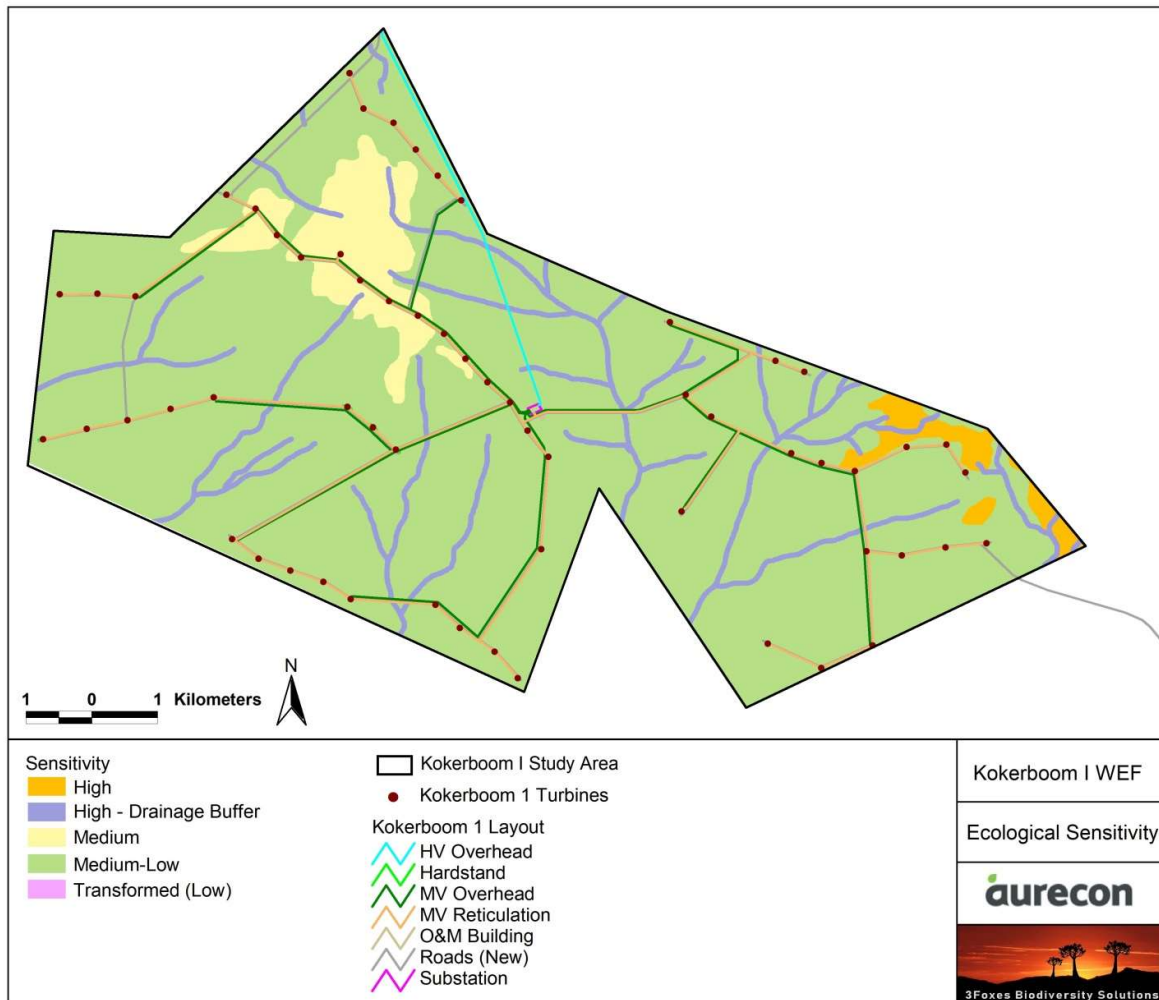 N
1 0 1 Kilometers
Sensitivity
High
High - Drainage Buffer
Medium
Medium-Low
Transformed (Low)
Kokerboom I Study Area
Kokerboom 1 Turbines
Kokerboom 1 Layout
HV Overhead
Hardstand
MV Overhead
MV Reticulation
O&M Building
Roads (New)
Substation
Kokerboom I WEF
Ecological Sensitivity
aurecon
3Foxes Biodiversity Solutions